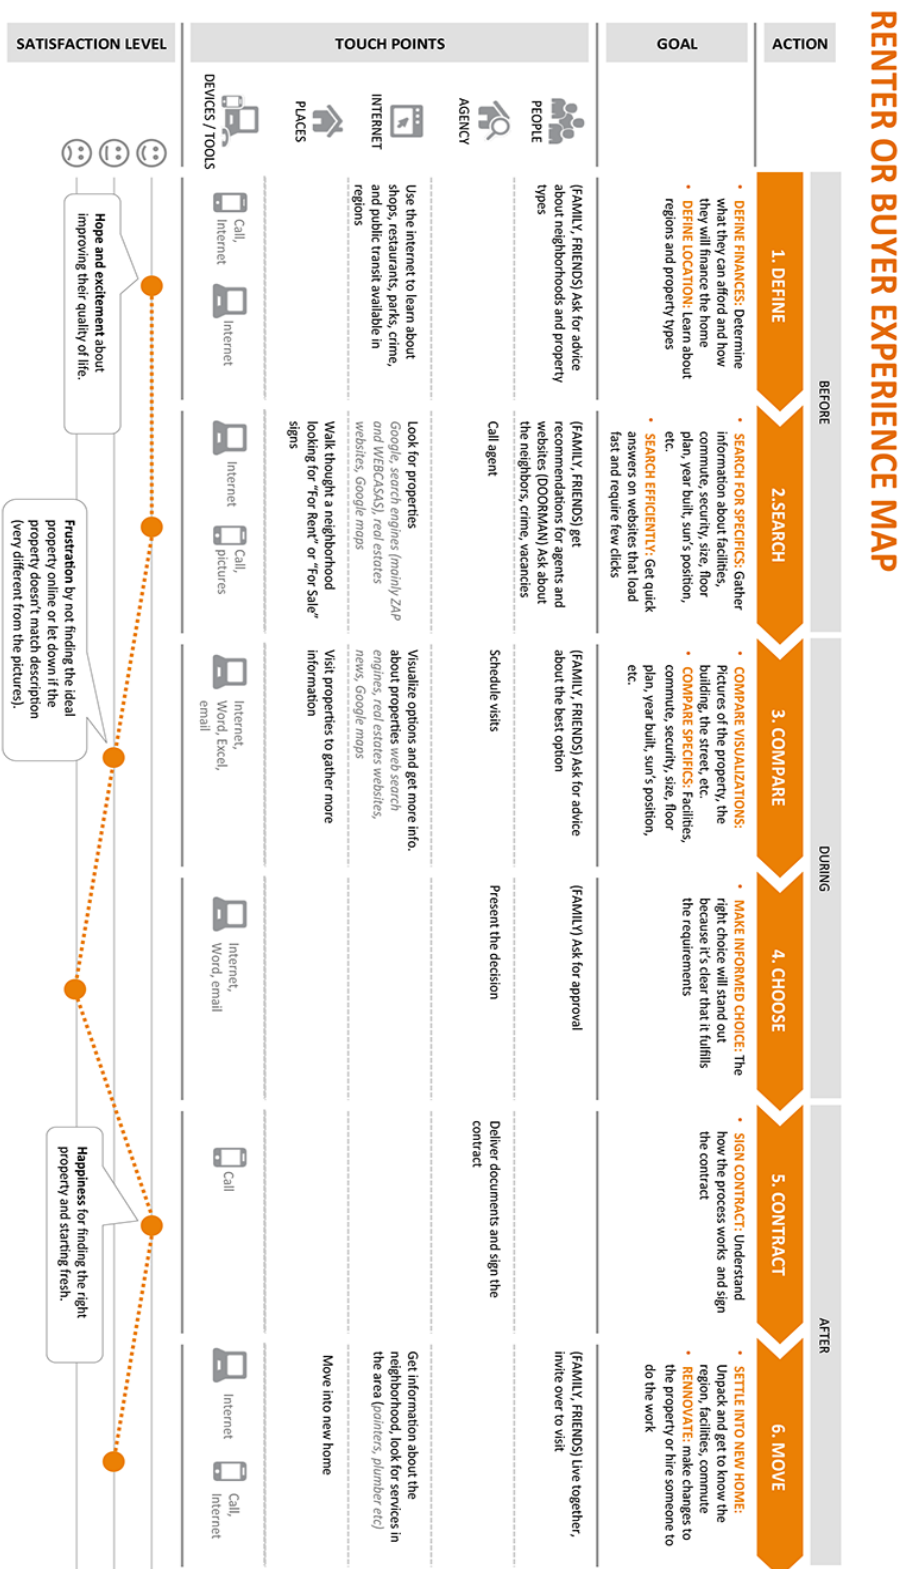 RENTER OR BUYER EXPERIENCE MAP
BEFORE
DURING
AFTER
ACTION
1. DEFINE
2.SEARCH
3. COMPARE
4. CHOOSE
5. CONTRACT
6. MOVE
GOAL
• DEFINE FINANCES: Determine
what they can afford and how
they will finance the home
• DEFINE LOCATION: Learn about
regions and property types
• SEARCH FOR SPECIFICS: Gather
information about facilities,
commute, security, size, floor
plan, year built, sun's position,
etc.
• SEARCH EFFICIENTLY: Get quick
answers on websites that load
fast and require few clicks
• COMPARE VISUALIZATIONS:
Pictures of the property, the
building, the street, etc.
• COMPARE SPECIFICS: Facilities,
commute, security, size, floor
plan, year built, sun's position,
etc.
• MAKE INFORMED CHOICE: The
right choice will stand out
because it's clear that it fulfills
the requirements
• SIGN CONTRACT: Understand
how the process works and sign
the contract
• SETTLE INTO NEW HOME:
Unpack and get to know the
region, facilities, commute
• RENNOVATE: make changes to
the property or hire someone to
do the work
TOUCH POINTS
PEOPLE
(FAMILY, FRIENDS) Ask for advice
about neighborhoods and property
types
(FAMILY, FRIENDS) get
recommendations for agents and
websites (DOORMAN) Ask about
the neighbors, crime, vacancies
(FAMILY, FRIENDS) Ask for advice
about the best option
(FAMILY) Ask for approval
(FAMILY, FRIENDS) Live together,
invite over to visit
AGENCY
Call agent
Schedule visits
Present the decision
Deliver documents and sign the
contract
INTERNET
Use the internet to learn about
shops, restaurants, parks, crime,
and public transit available in
regions
Look for properties
Google, search engines (mainly ZAP
and WEBCASAS), real estates
websites, Google maps
Visualize options and get more info.
about properties web search
engines, real estates websites,
news, Google maps
Get information about the
neighborhood, look for services in
the area (painters, plumber etc)
PLACES
Walk thought a neighborhood
looking for "For Rent" or "For Sale"
signs
Visit properties to gather more
information
Move into new home
DEVICES / TOOLS
Call,
Internet
Internet
Internet
Call,
pictures
Internet,
Word, Excel,
email
Internet,
Word, email
Call
Internet
Call,
Internet
SATISFACTION LEVEL
Hope and excitement about
improving their quality of life.
Frustration by not finding the ideal
property online or let down if the
property doesn't match description
(very different from the pictures).
Happiness for finding the right
property and starting fresh.